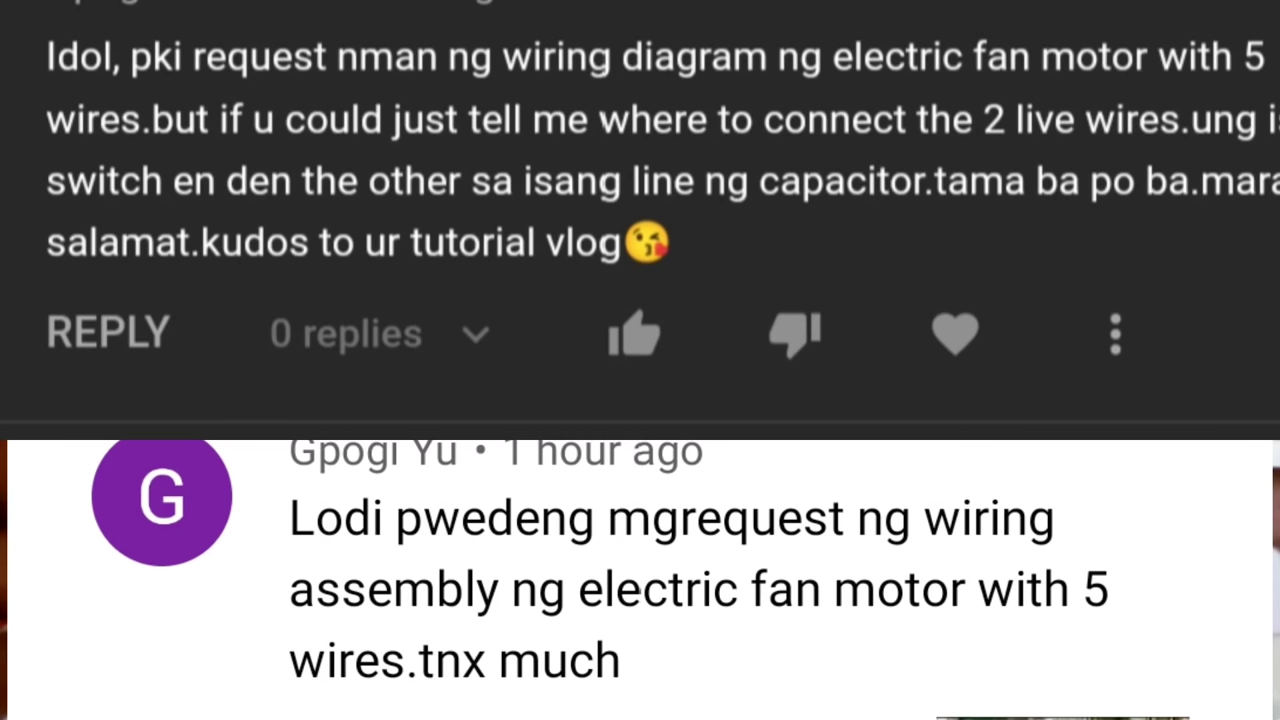 Idol, pki request nman ng wiring diagram ng electric fan motor with 5
wires.but if u could just tell me where to connect the 2 live wires.ung
switch en den the other sa isang line ng capacitor.tama ba po ba.
salamat.kudos to ur tutorial vlog😘
REPLY 0 replies
Gpogi Yu • 1 hour ago
G
Lodi pwedeng mgrequest ng wiring
assembly ng electric fan motor with 5
wires.tnx much